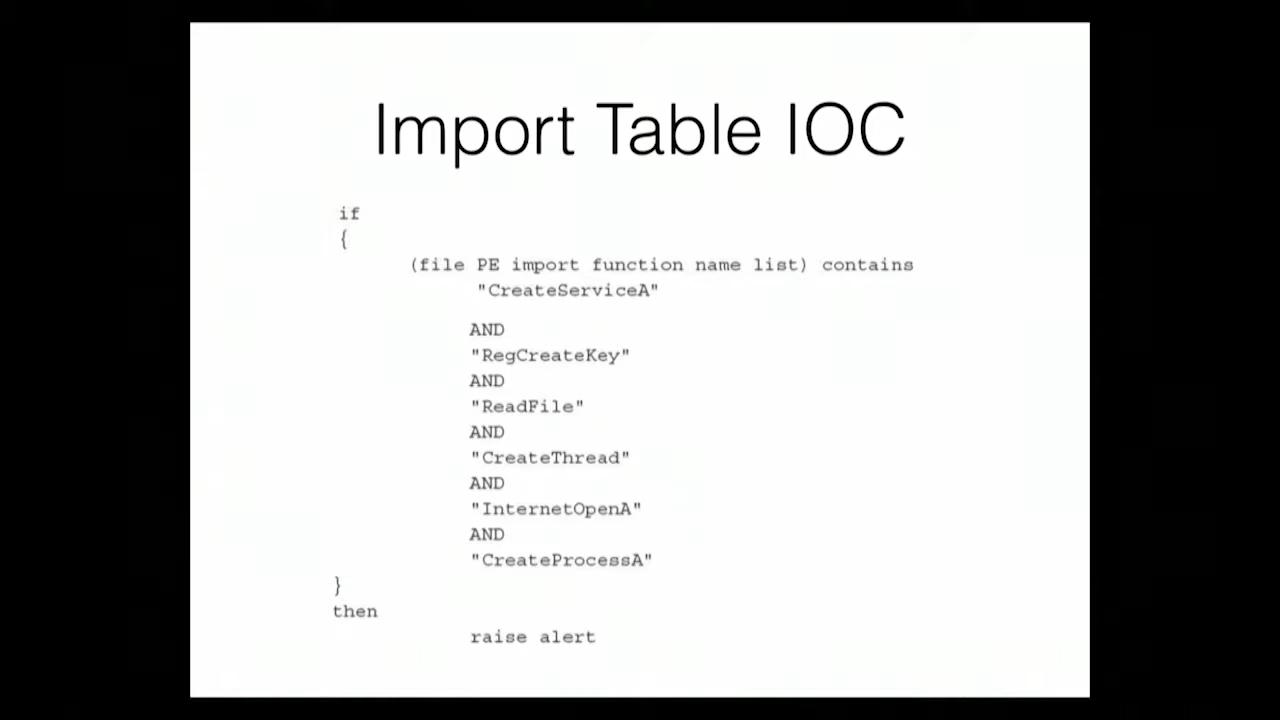 Import Table IOC
if
{
(file PE import function name list) contains
"CreateServiceA"
AND
"RegCreateKey"
AND
"ReadFile"
AND
"CreateThread"
AND
"InternetOpenA"
AND
"CreateProcessA"
}
then
raise alert